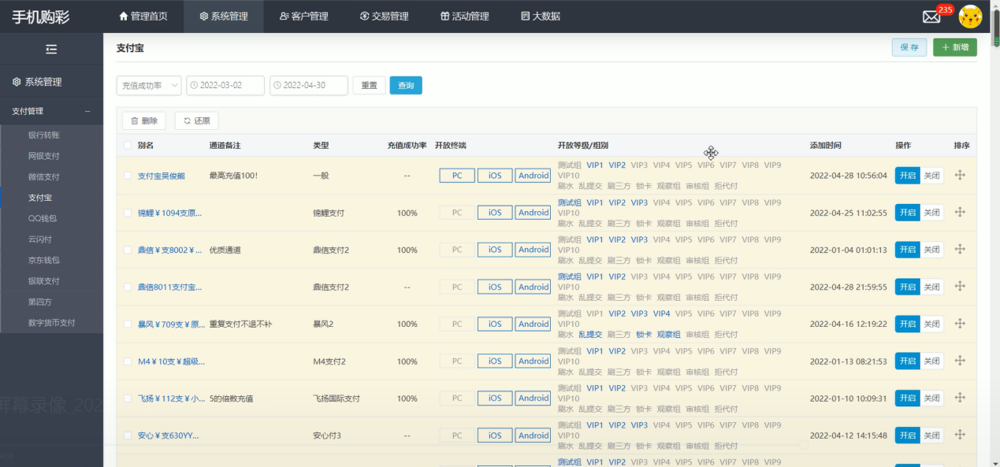 手机购彩
管理首页 系统管理 客户管理 交易管理 活动管理 大数据 235
系统管理
支付管理
银行转账
网银支付
微信支付
支付宝
QQ钱包
云闪付
京东钱包
银联支付
第四方
数字货币支付
支付宝 保存 + 新增
充值成功率 2022-03-02 2022-04-30 重置 查询
删除 还原
别名 通道备注 类型 充值成功率 开放终端 开放等级/组别 添加时间 操作 排序
支付宝吴俊熊 最高充值100! 一般 -- PC iOS Android 测试组 VIP1 VIP2 VIP3 VIP4 VIP5 VIP6 VIP7 VIP8 VIP9 2022-04-28 10:56:04 开启 关闭
VIP10
刷水 乱提交 刷三方 锁卡 观察组 审核组 拒代付
锦鲤¥1094支原... 锦鲤支付 100% PC iOS Android 测试组 VIP1 VIP2 VIP3 VIP4 VIP5 VIP6 VIP7 VIP8 VIP9 2022-04-25 11:02:55 开启 关闭
VIP10
刷水 乱提交 刷三方 锁卡 观察组 审核组 拒代付
鼎信¥支8002¥... 优质通道 鼎信支付2 100% PC iOS Android 测试组 VIP1 VIP2 VIP3 VIP4 VIP5 VIP6 VIP7 VIP8 VIP9 2022-01-04 01:01:13 开启 关闭
VIP10
刷水 乱提交 刷三方 锁卡 观察组 审核组 拒代付
鼎信8011支付宝... 鼎信支付2 -- PC iOS Android 测试组 VIP1 VIP2 VIP3 VIP4 VIP5 VIP6 VIP7 VIP8 VIP9 2022-04-28 21:59:55 开启 关闭
VIP10
刷水 乱提交 刷三方 锁卡 观察组 审核组 拒代付
暴风¥709支¥原... 重复支付不退不补 暴风2 100% PC iOS Android 测试组 VIP1 VIP2 VIP3 VIP4 VIP5 VIP6 VIP7 VIP8 VIP9 2022-04-16 12:19:22 开启 关闭
VIP10
刷水 乱提交 刷三方 锁卡 观察组 审核组 拒代付
M4¥10支¥超级... M4支付2 100% PC iOS Android 测试组 VIP1 VIP2 VIP3 VIP4 VIP5 VIP6 VIP7 VIP8 VIP9 2022-01-13 08:21:53 开启 关闭
VIP10
刷水 乱提交 刷三方 锁卡 观察组 审核组 拒代付
飞扬¥112支¥小... 5的倍数充值 飞扬国际支付 100% PC iOS Android 测试组 VIP1 VIP2 VIP3 VIP4 VIP5 VIP6 VIP7 VIP8 VIP9 2022-01-10 10:09:31 开启 关闭
VIP10
刷水 乱提交 刷三方 锁卡 观察组 审核组 拒代付
安心¥支630YY... 安心付3 -- PC iOS Android 测试组 VIP1 VIP2 VIP3 VIP4 VIP5 VIP6 VIP7 VIP8 VIP9 2022-04-12 14:15:48 开启 关闭
VIP10
刷水 乱提交 刷三方 锁卡 观察组 审核组 拒代付
测试组 VIP1 VIP2 VIP3 VIP4 VIP5 VIP6 VIP7 VIP8 VIP9
屏幕录像_202